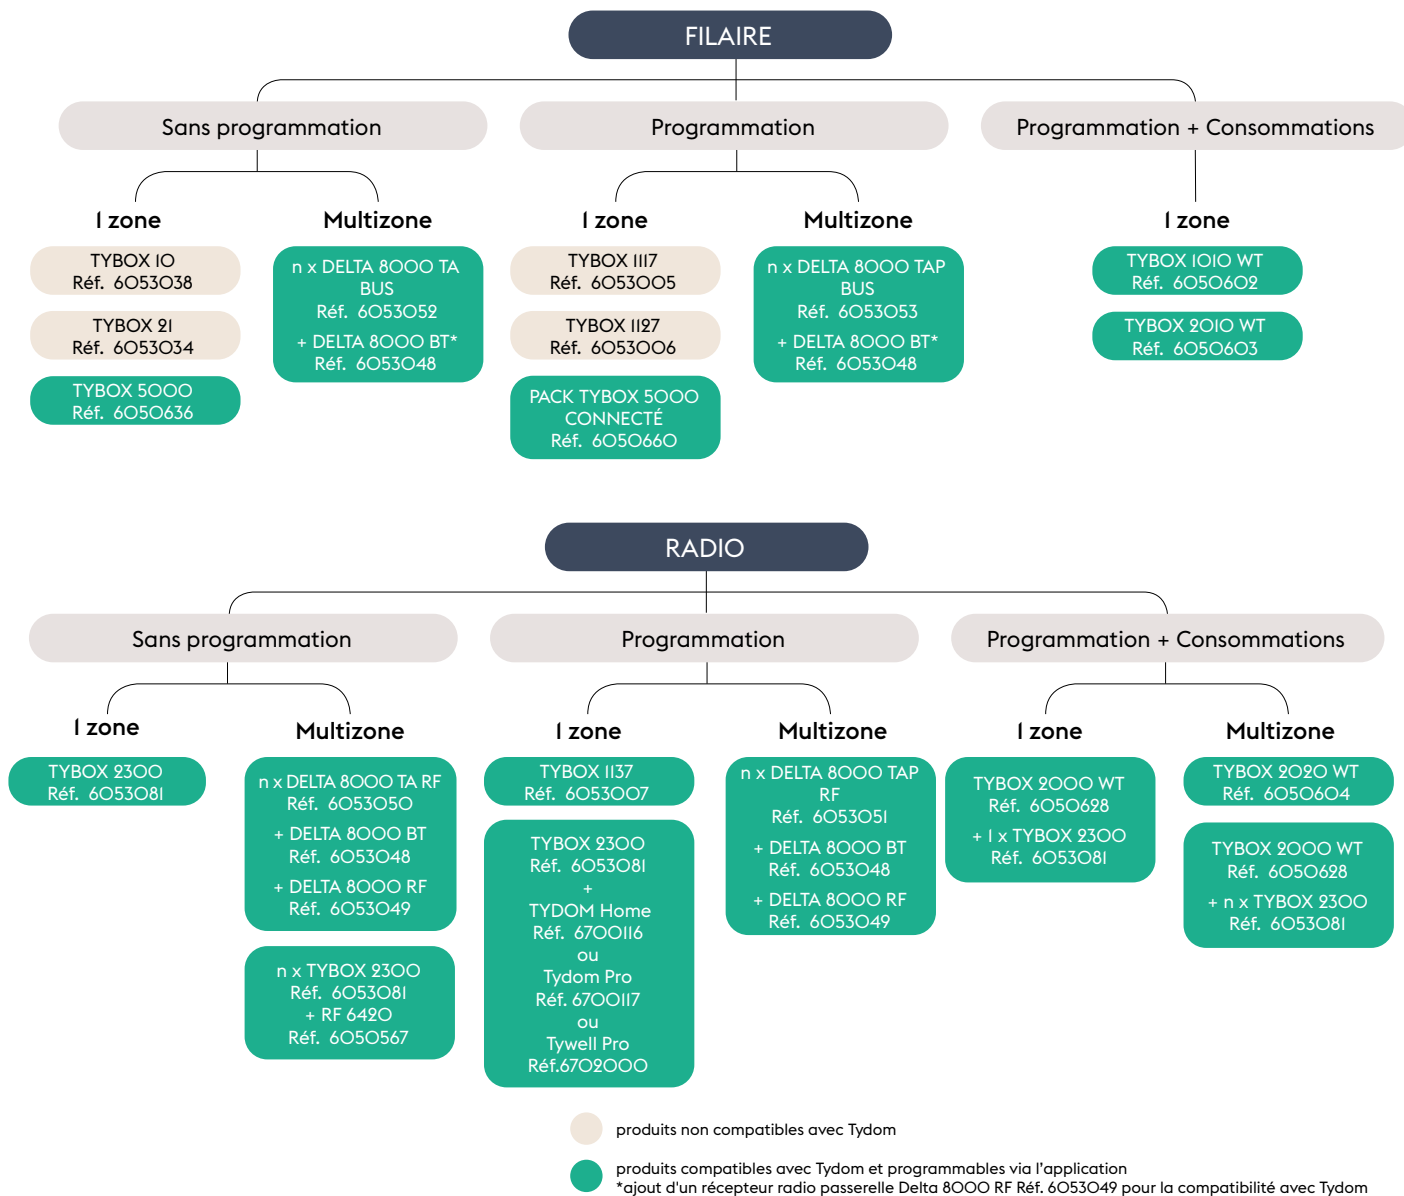 FILAIRE
Sans programmation
1 zone
TYBOX 10
Réf. 6053038
TYBOX 21
Réf. 6053034
TYBOX 5000
Réf. 6050636
Multizone
n x DELTA 8000 TA
BUS
Réf. 6053052
+ DELTA 8000 BT*
Réf. 6053048
Programmation
1 zone
TYBOX 1117
Réf. 6053005
TYBOX 1127
Réf. 6053006
PACK TYBOX 5000
CONNECTÉ
Réf. 6050660
Multizone
n x DELTA 8000 TAP
BUS
Réf. 6053053
+ DELTA 8000 BT*
Réf. 6053048
Programmation + Consommations
1 zone
TYBOX 1010 WT
Réf. 6050602
TYBOX 2010 WT
Réf. 6050603
RADIO
Sans programmation
1 zone
TYBOX 2300
Réf. 6053081
Multizone
n x DELTA 8000 TA RF
Réf. 6053050
+ DELTA 8000 BT
Réf. 6053048
+ DELTA 8000 RF
Réf. 6053049
n x TYBOX 2300
Réf. 6053081
+ RF 6420
Réf. 6050567
Programmation
1 zone
TYBOX 1137
Réf. 6053007
TYBOX 2300
Réf. 6053081
+
TYDOM Home
Réf. 6700116
ou
Tydom Pro
Réf. 6700117
ou
Tywell Pro
Réf.6702000
Multizone
n x DELTA 8000 TAP
RF
Réf. 6053051
+ DELTA 8000 BT
Réf. 6053048
+ DELTA 8000 RF
Réf. 6053049
Programmation + Consommations
1 zone
TYBOX 2000 WT
Réf. 6050628
+ 1 x TYBOX 2300
Réf. 6053081
Multizone
TYBOX 2020 WT
Réf. 6050604
TYBOX 2000 WT
Réf. 6050628
+ n x TYBOX 2300
Réf. 6053081
produits non compatibles avec Tydom
produits compatibles avec Tydom et programmables via l'application
*ajout d'un récepteur radio passerelle Delta 8000 RF Réf. 6053049 pour la compatibilité avec Tydom